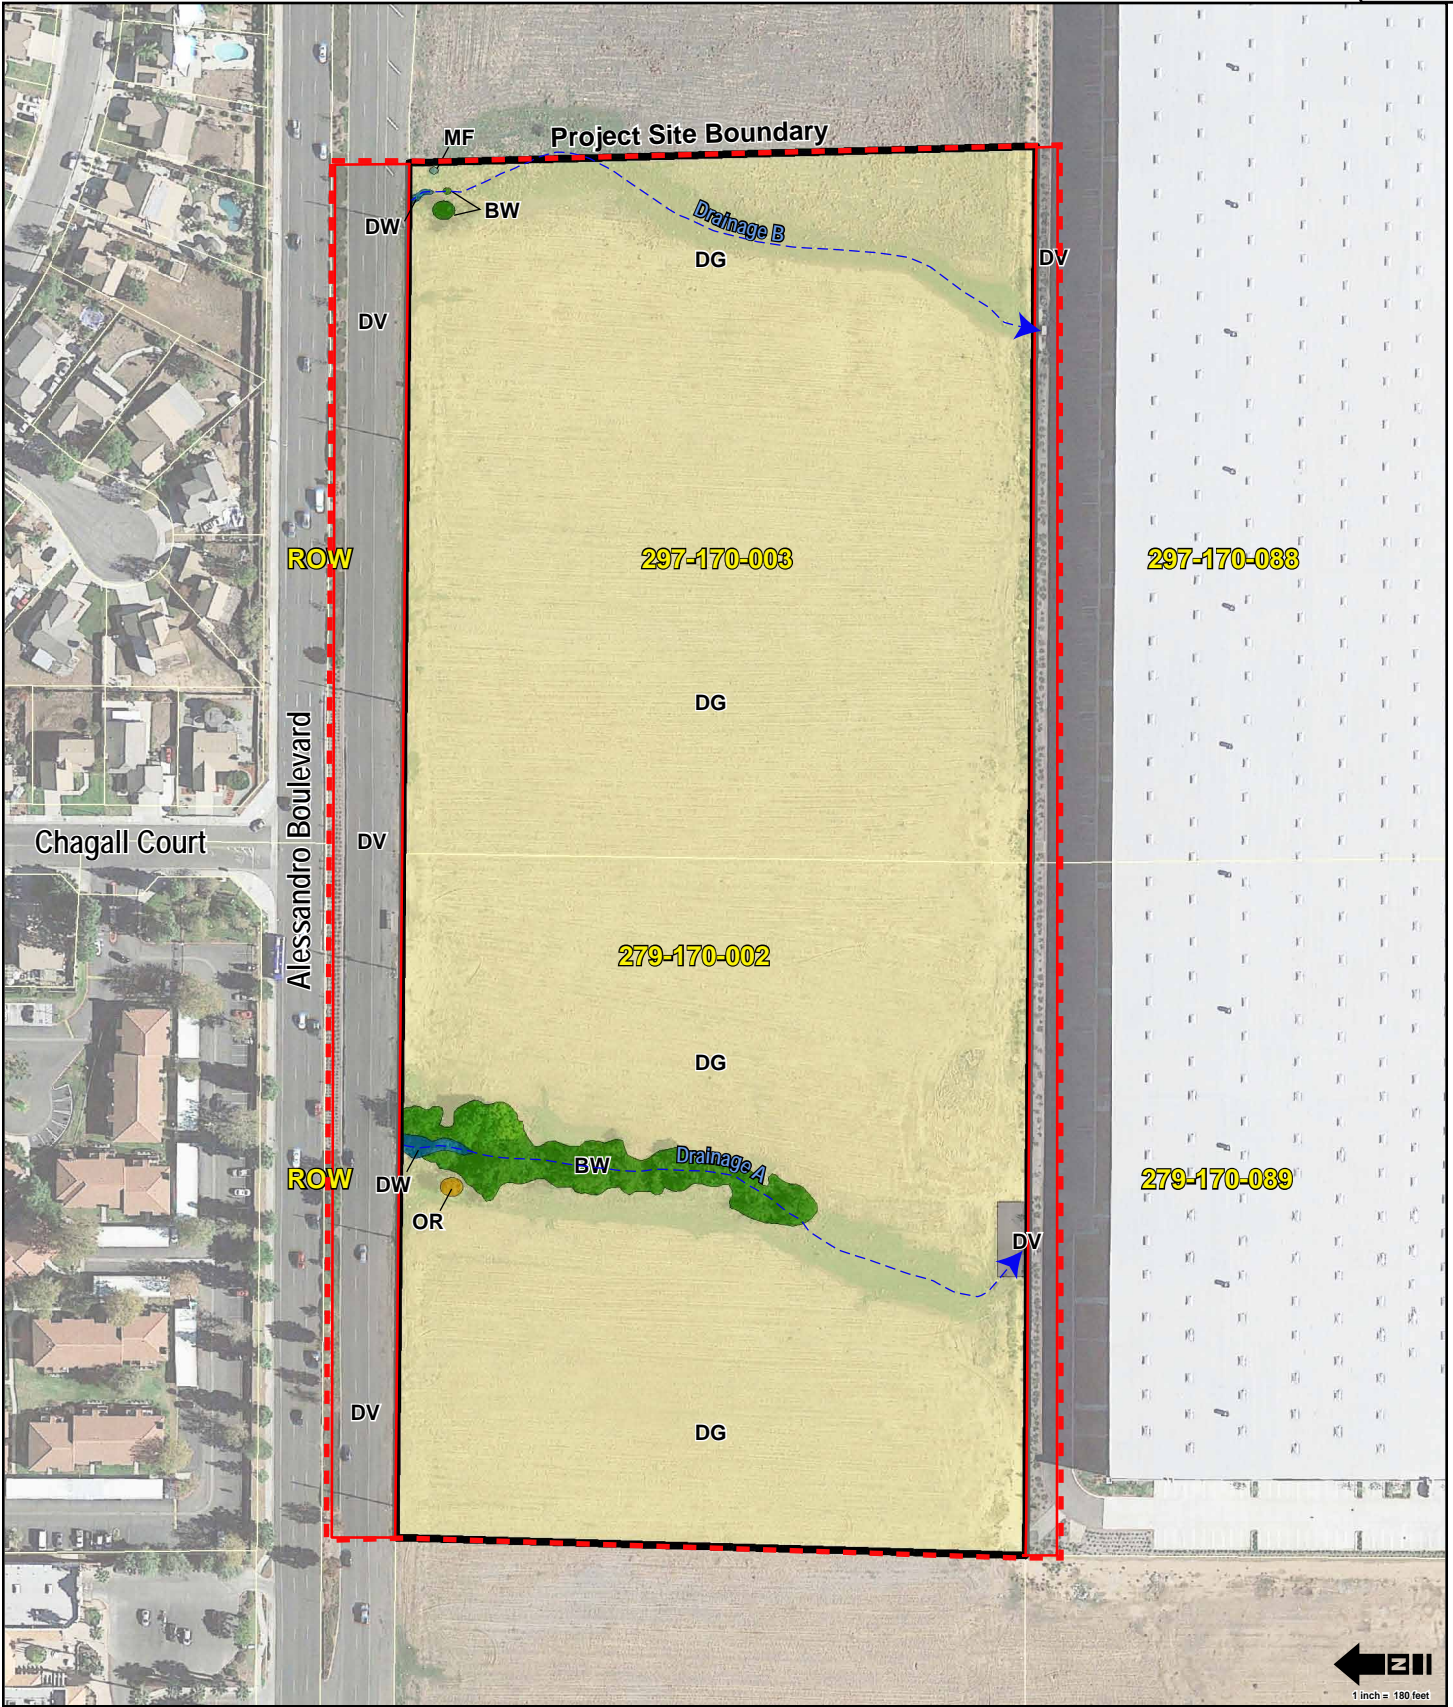 MF
Project Site Boundary
BW
DW
Drainage B
DG
DV
DV
ROW
297-170-003
297-170-088
DG
Alessandro Boulevard
Chagall Court
DV
279-170-002
DG
Drainage A
BW
ROW
DW
279-170-089
OR
DV
DV
DG
N
1 inch = 180 feet